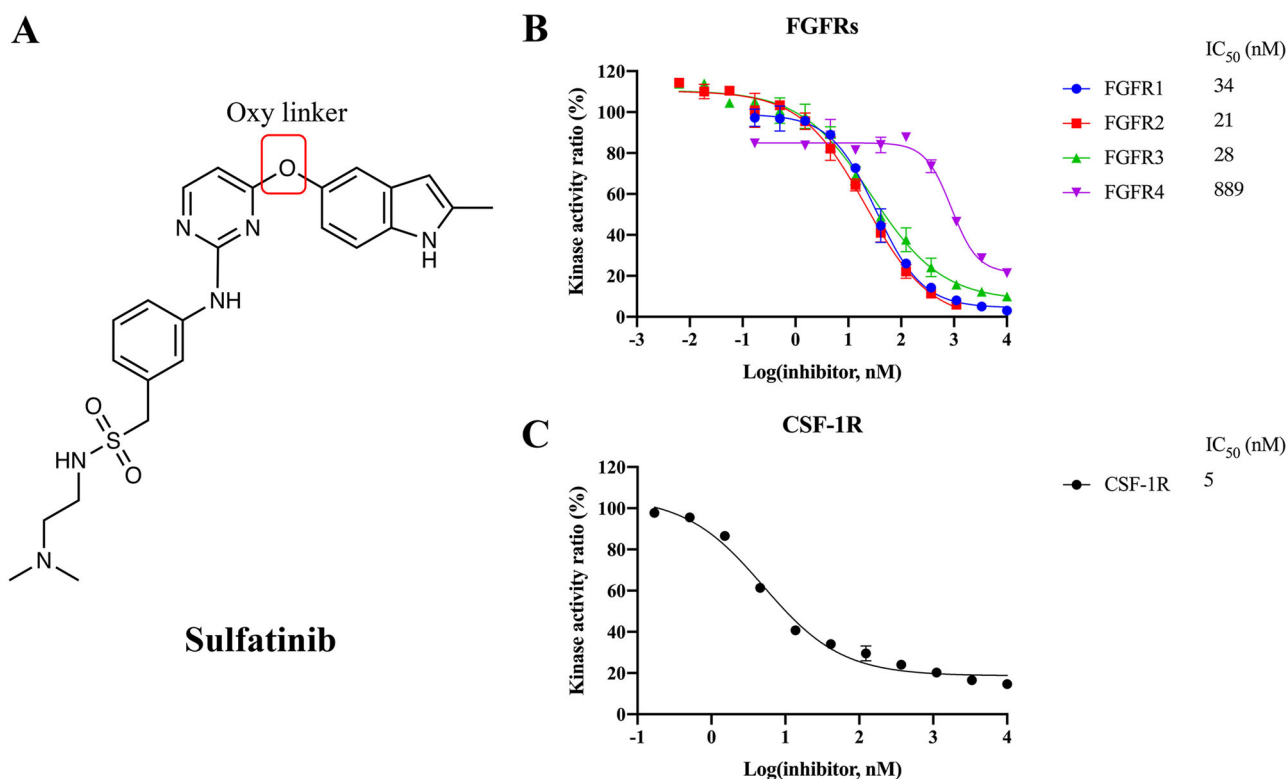 A
Oxy linker
O
N
N
N
H
NH
O
S
O
HN
N
Sulfatinib
B
FGFRs
IC50 (nM)
FGFR1 34
FGFR2 21
FGFR3 28
FGFR4 889
Kinase activity ratio (%)
120
100
80
60
40
20
0
-3 -2 -1 0 1 2 3 4
Log(inhibitor, nM)
C
CSF-1R
IC50 (nM)
CSF-1R 5
Kinase activity ratio (%)
120
100
80
60
40
20
0
-1 0 1 2 3 4
Log(inhibitor, nM)